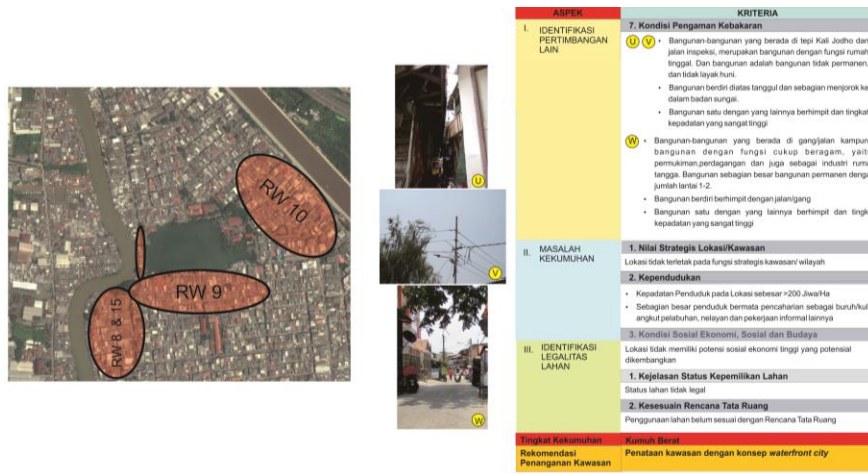 RW 10
RW 9
RW 8 & 15
U
V
W
ASPEK
KRITERIA
I. IDENTIFIKASI
PERTIMBANGAN
LAIN
7. Kondisi Pengaman Kebakaran
U V • Bangunan-bangunan yang berada di tepi Kali Jodho dan
jalan inspeksi, merupakan bangunan dengan fungsi rumah
tinggal. Dan bangunan adalah bangunan tidak permanen,
dan tidak layak huni.
• Bangunan berdiri diatas tanggul dan sebagian menjorok ke
dalam badan sungai.
• Bangunan satu dengan yang lainnya berhimpit dan tingkat
kepadatan yang sangat tinggi
W • Bangunan-bangunan yang berada di gang/jalan kampun
bangunan dengan fungsi cukup beragam, yait
permukiman,perdagangan dan juga sebagai industri ruma
tangga. Bangunan sebagian besar bangunan permanen denga
jumlah lantai 1-2.
• Bangunan berdiri berhimpit dengan jalan/gang
• Bangunan satu dengan yang lainnya berhimpit dan tingk
kepadatan yang sangat tinggi
II. MASALAH
KEKUMUHAN
1. Nilai Strategis Lokasi/Kawasan
Lokasi tidak terletak pada fungsi strategis kawasan/ wilayah
2. Kependudukan
• Kepadatan Penduduk pada Lokasi sebesar >200 Jiwa/Ha
• Sebagian besar penduduk bermata pencaharian sebagai buruh/kuli
angkut pelabuhan, nelayan dan pekerjaan informal lainnya
3. Kondisi Sosial Ekonomi, Sosial dan Budaya
III. IDENTIFIKASI
LEGALITAS
LAHAN
Lokasi tidak memiliki potensi sosial ekonomi tinggi yang potensial
dikembangkan
1. Kejelasan Status Kepemilikan Lahan
Status lahan tidak legal
2. Kesesuain Rencana Tata Ruang
Penggunaan lahan belum sesuai dengan Rencana Tata Ruang
Tingkat Kekumuhan
Kumuh Berat
Rekomendasi
Penanganan Kawasan
Penataan kawasan dengan konsep waterfront city